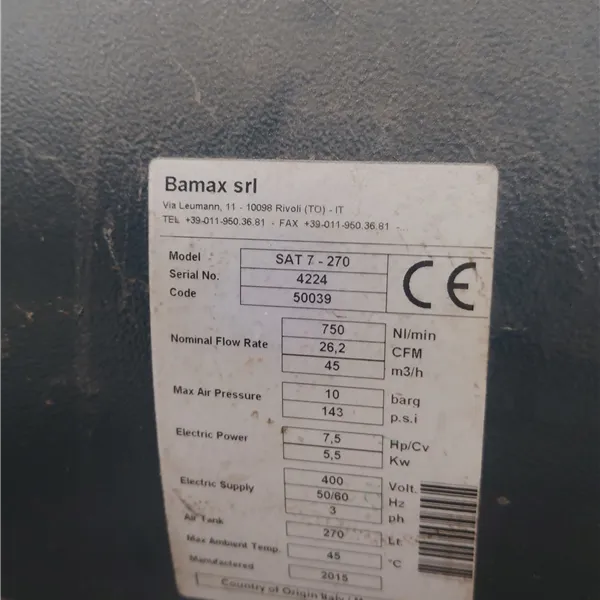 Bamax srl
Via Leumann, 11 - 10098 Rivoli (TO) - IT
TEL +39-011-950.36.81 - FAX +39-011-950.36.81 -
Model SAT 7 - 270
Serial No. 4224
Code 50039
CE
750 Nl/min
Nominal Flow Rate 26,2 CFM
45 m3/h
Max Air Pressure 10 barg
143 p.s.i
Electric Power 7,5 Hp/Cv
5,5 Kw
Electric Supply 400 Volt.
50/60 Hz
3 ph
Air Tank 270 Lt
Max Ambient Temp. 45 °C
Manufactured 2015
Country of Origin Italy